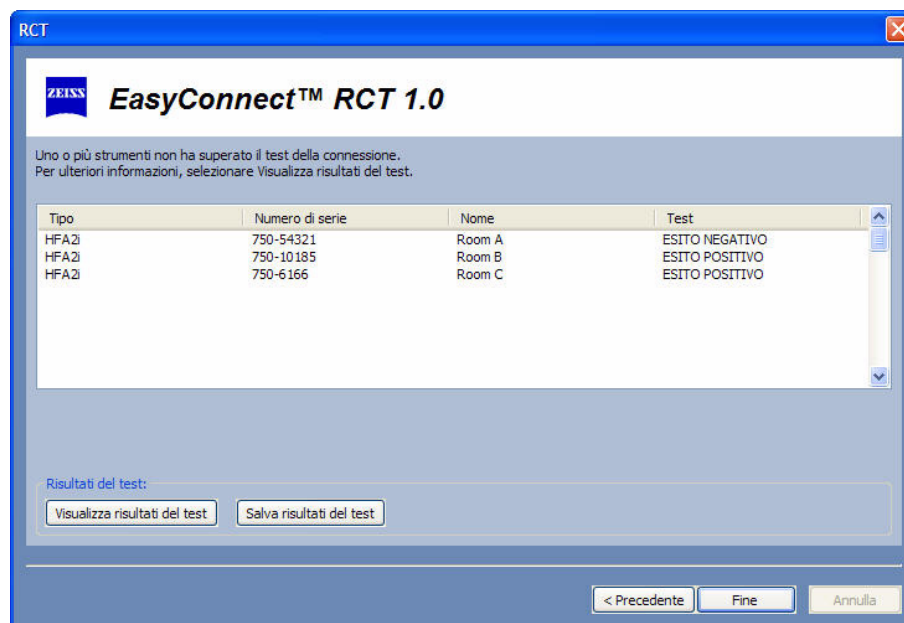 RCT
ZEISS
EasyConnect™ RCT 1.0
Uno o più strumenti non ha superato il test della connessione.
Per ulteriori informazioni, selezionare Visualizza risultati del test.
Tipo Numero di serie Nome Test
HFA2i 750-54321 Room A ESITO NEGATIVO
HFA2i 750-10185 Room B ESITO POSITIVO
HFA2i 750-6166 Room C ESITO POSITIVO
Risultati del test:
Visualizza risultati del test Salva risultati del test
< Precedente Fine Annulla